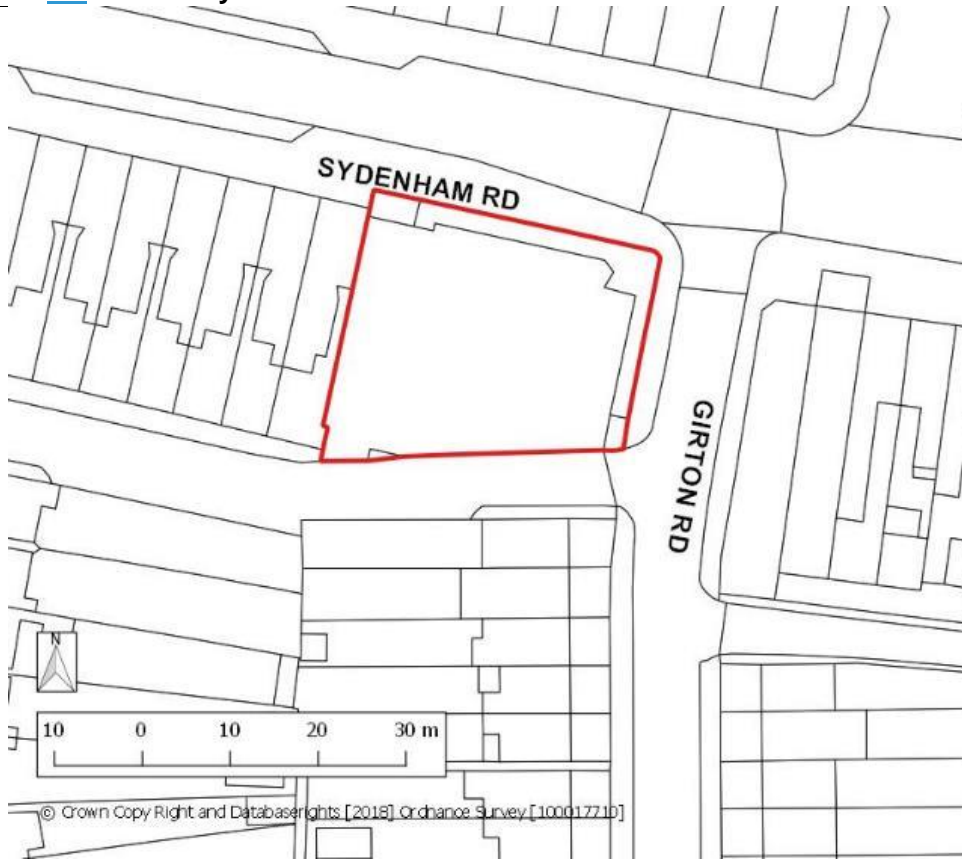 SYDENHAM RD
GIRTON RD
N
10 0 10 20 30 m
© Crown Copy Right and Databaserights [2018] Ordnance Survey [100017710]